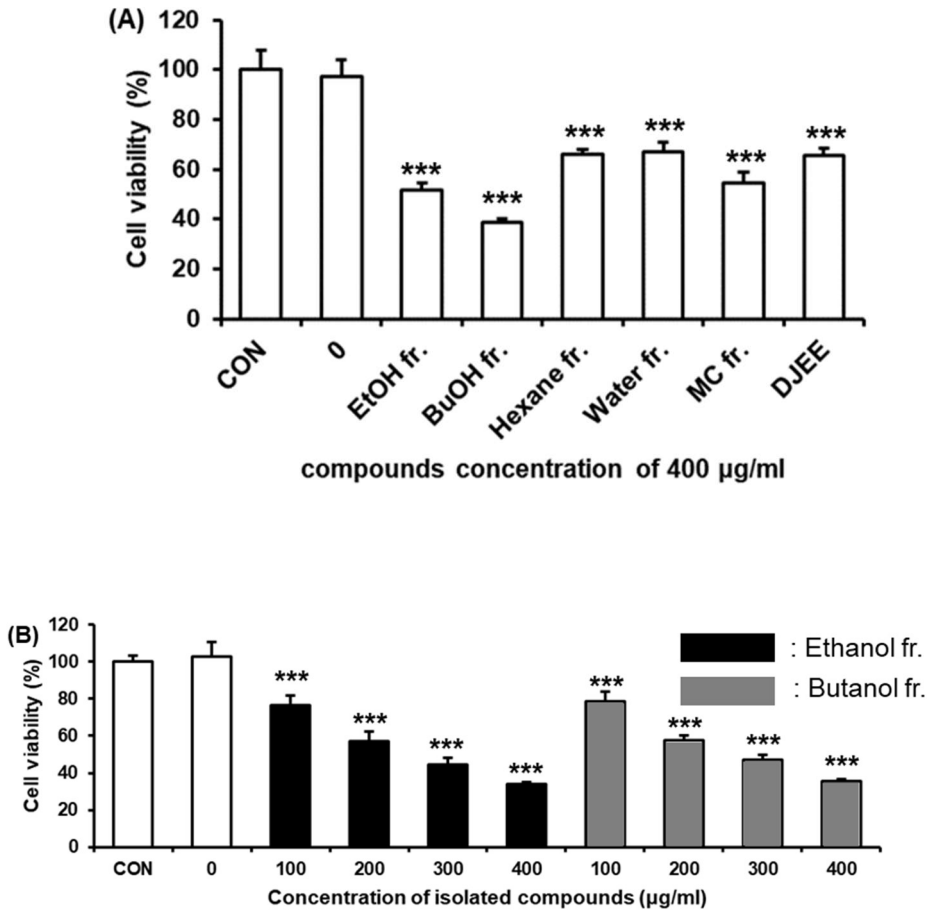 (A)
Cell viability (%)
120
100
80
60
40
20
0
***
***
***
***
***
***
CON
0
EtOH fr.
BuOH fr.
Hexane fr.
Water fr.
MC fr.
DJEE
compounds concentration of 400 µg/ml
(B)
Cell viability (%)
120
100
80
60
40
20
0
: Ethanol fr.
: Butanol fr.
***
***
***
***
***
***
***
***
CON 0 100 200 300 400 100 200 300 400
Concentration of isolated compounds (µg/ml)